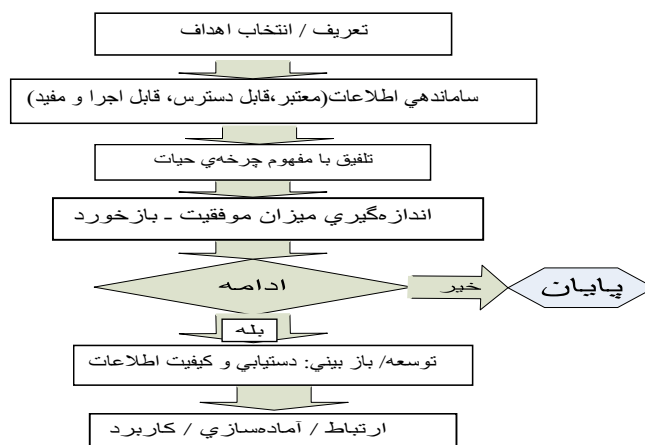 تعريف / انتخاب اهداف
ساماندهي اطلاعات(معتبر،قابل دسترس، قابل اجرا و مفيد)
تلفيق با مفهوم چرخه‌ي حيات
اندازه‌گيري ميزان موفقيت ـ بازخورد
ادامه
خير
پايان
بله
توسعه/ باز بيني: دستيابي و كيفيت اطلاعات
ارتباط / آماده‌سازي / كاربرد